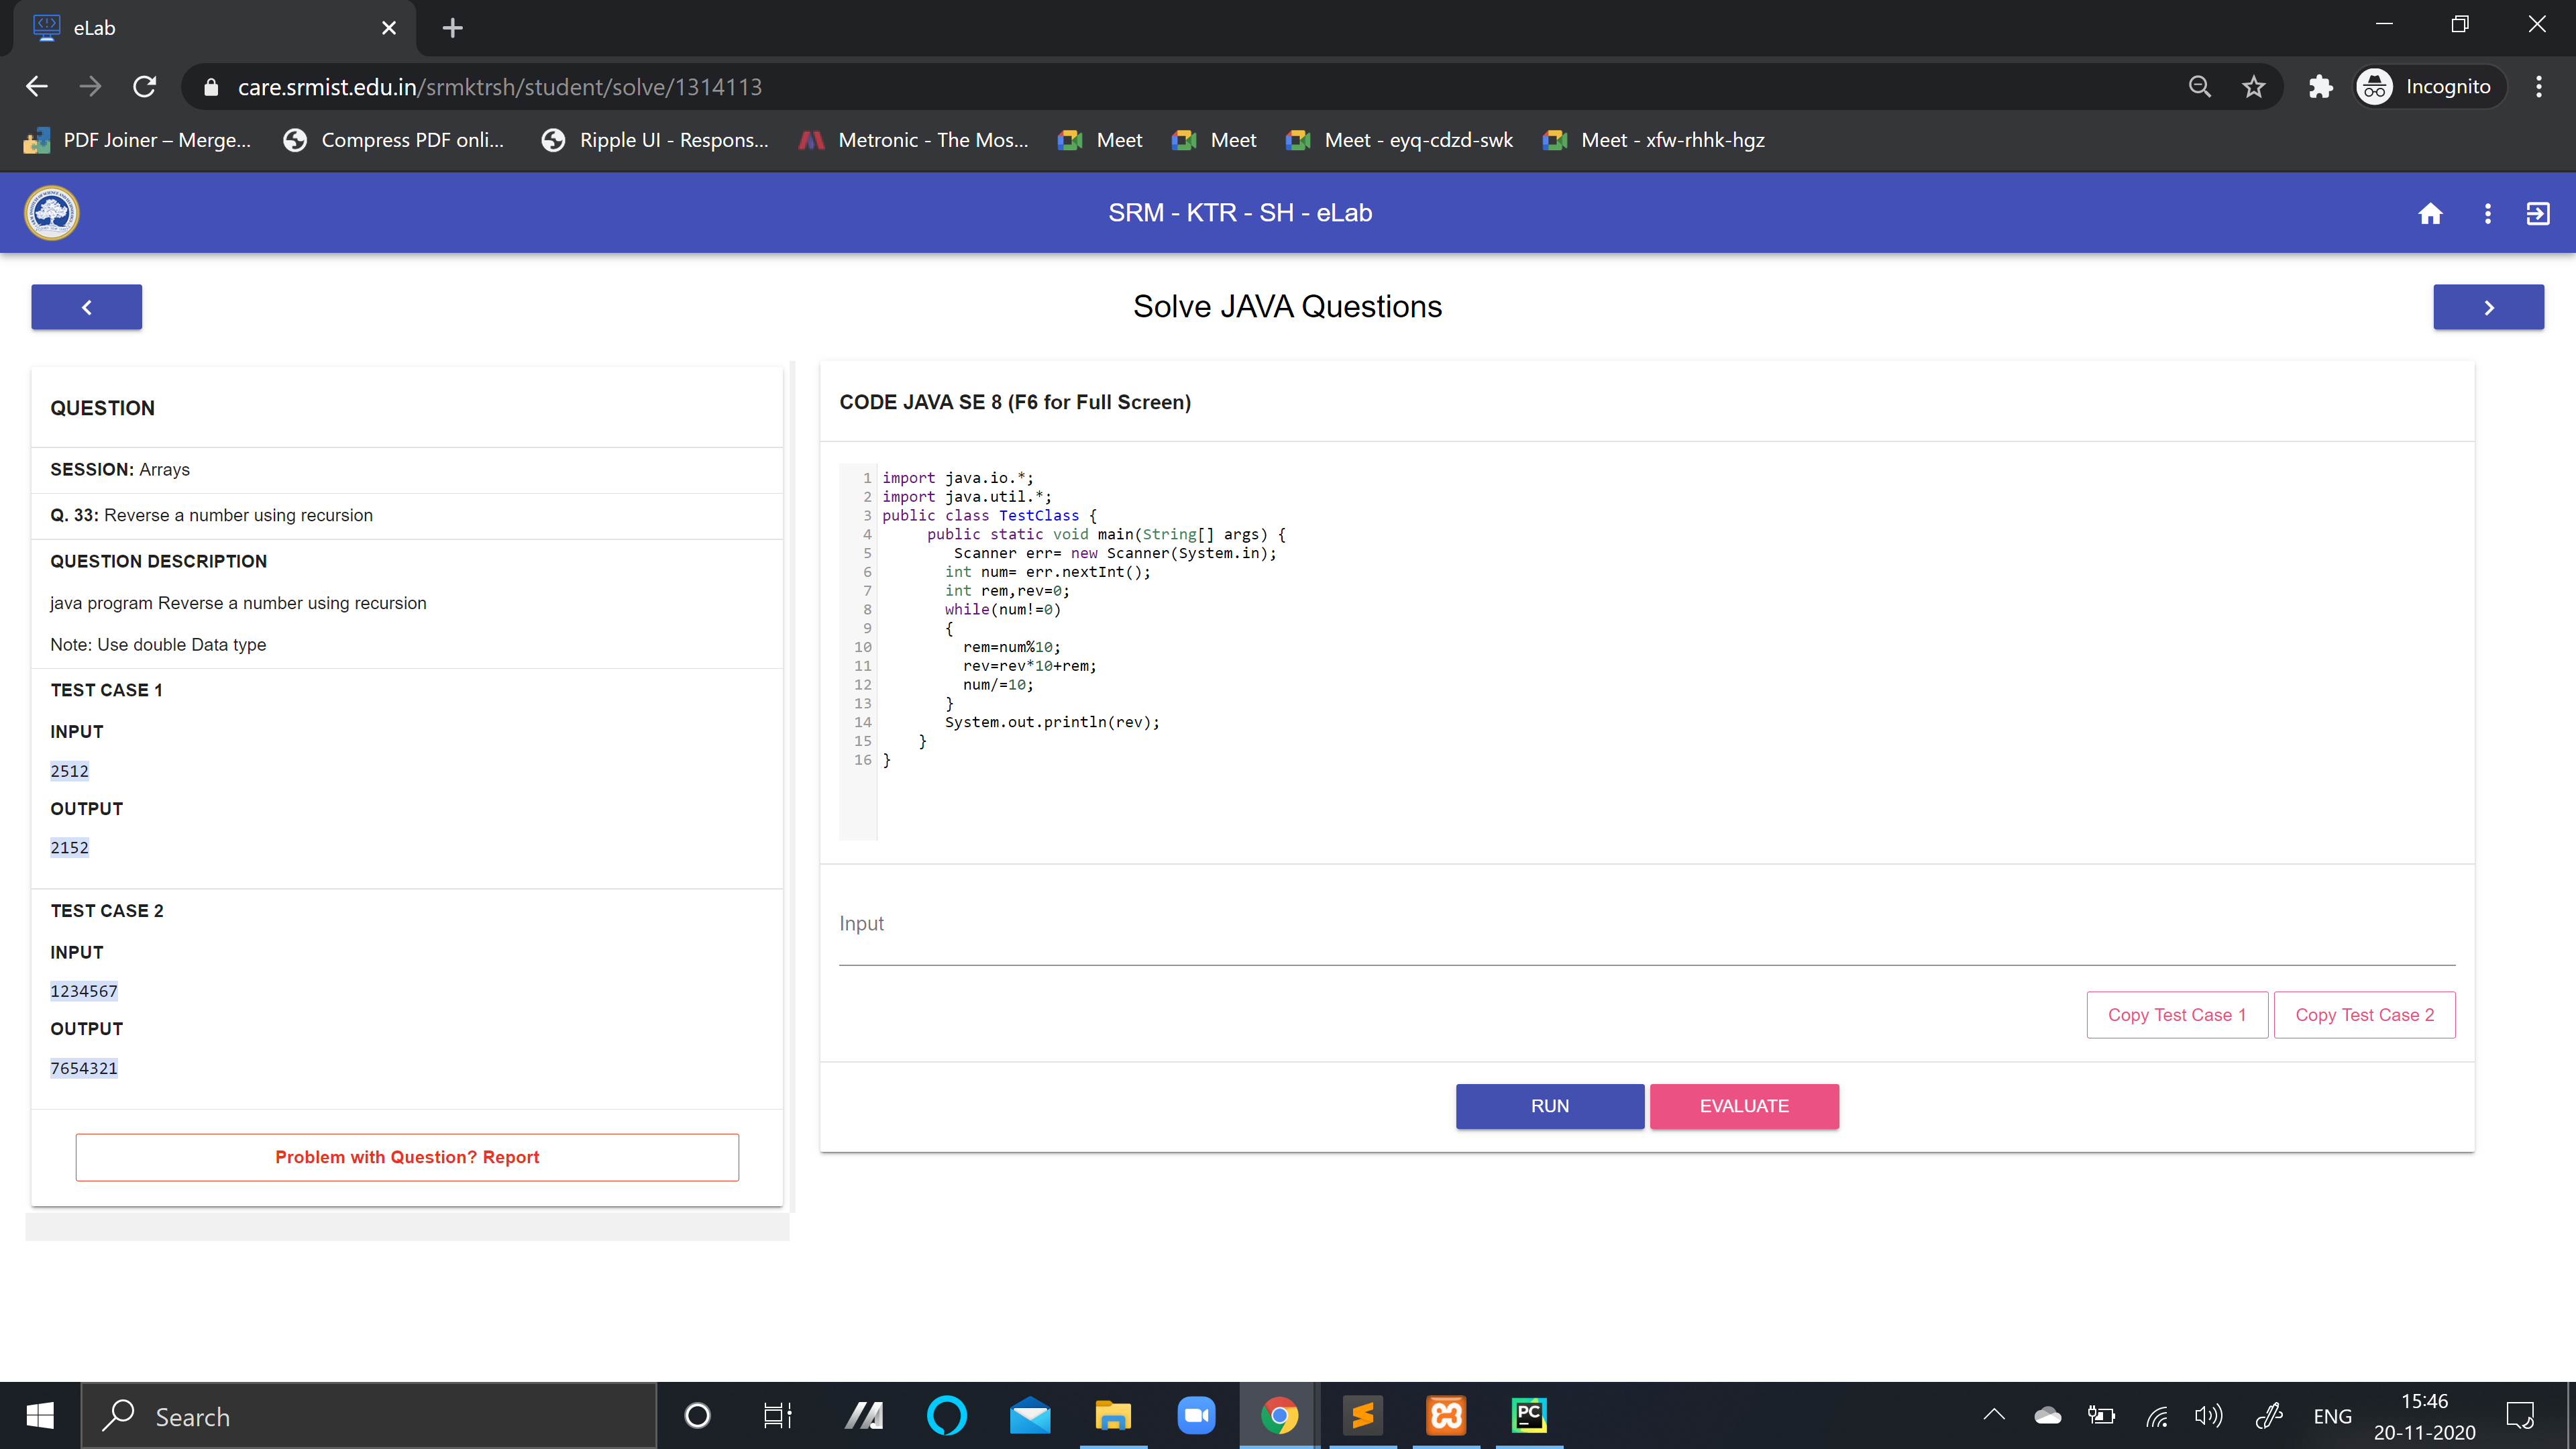 eLab
care.srmist.edu.in/srmktrsh/student/solve/1314113
Incognito
PDF Joiner – Merge...
Compress PDF onli...
Ripple UI - Respons...
Metronic - The Mos...
Meet
Meet
Meet - eyq-cdzd-swk
Meet - xfw-rhhk-hgz
SRM - KTR - SH - eLab
Solve JAVA Questions
QUESTION
SESSION: Arrays
Q. 33: Reverse a number using recursion
QUESTION DESCRIPTION
java program Reverse a number using recursion
Note: Use double Data type
TEST CASE 1
INPUT
2512
OUTPUT
2152
TEST CASE 2
INPUT
1234567
OUTPUT
7654321
Problem with Question? Report
CODE JAVA SE 8 (F6 for Full Screen)
1 import java.io.*;
2 import java.util.*;
3 public class TestClass {
4 public static void main(String[] args) {
5 Scanner err= new Scanner(System.in);
6 int num= err.nextInt();
7 int rem,rev=0;
8 while(num!=0)
9 {
10 rem=num%10;
11 rev=rev*10+rem;
12 num/=10;
13 }
14 System.out.println(rev);
15 }
16 }
Input
Copy Test Case 1
Copy Test Case 2
RUN
EVALUATE
Search
PC
ENG
15:46
20-11-2020